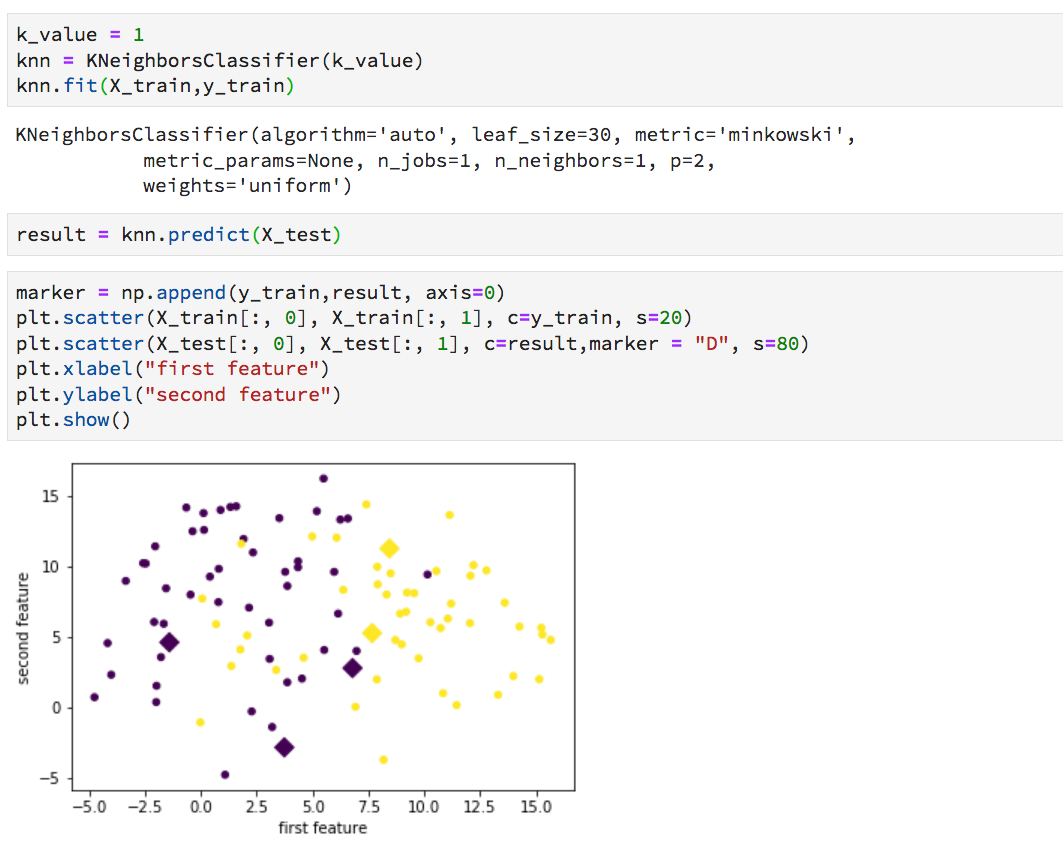 k_value = 1
knn = KNeighborsClassifier(k_value)
knn.fit(X_train,y_train)
KNeighborsClassifier(algorithm='auto', leaf_size=30, metric='minkowski',
           metric_params=None, n_jobs=1, n_neighbors=1, p=2,
           weights='uniform')
result = knn.predict(X_test)
marker = np.append(y_train,result, axis=0)
plt.scatter(X_train[:, 0], X_train[:, 1], c=y_train, s=20)
plt.scatter(X_test[:, 0], X_test[:, 1], c=result,marker = "D", s=80)
plt.xlabel("first feature")
plt.ylabel("second feature")
plt.show()
15
10
5
0
−5
second feature
−5.0 −2.5 0.0 2.5 5.0 7.5 10.0 12.5 15.0
first feature